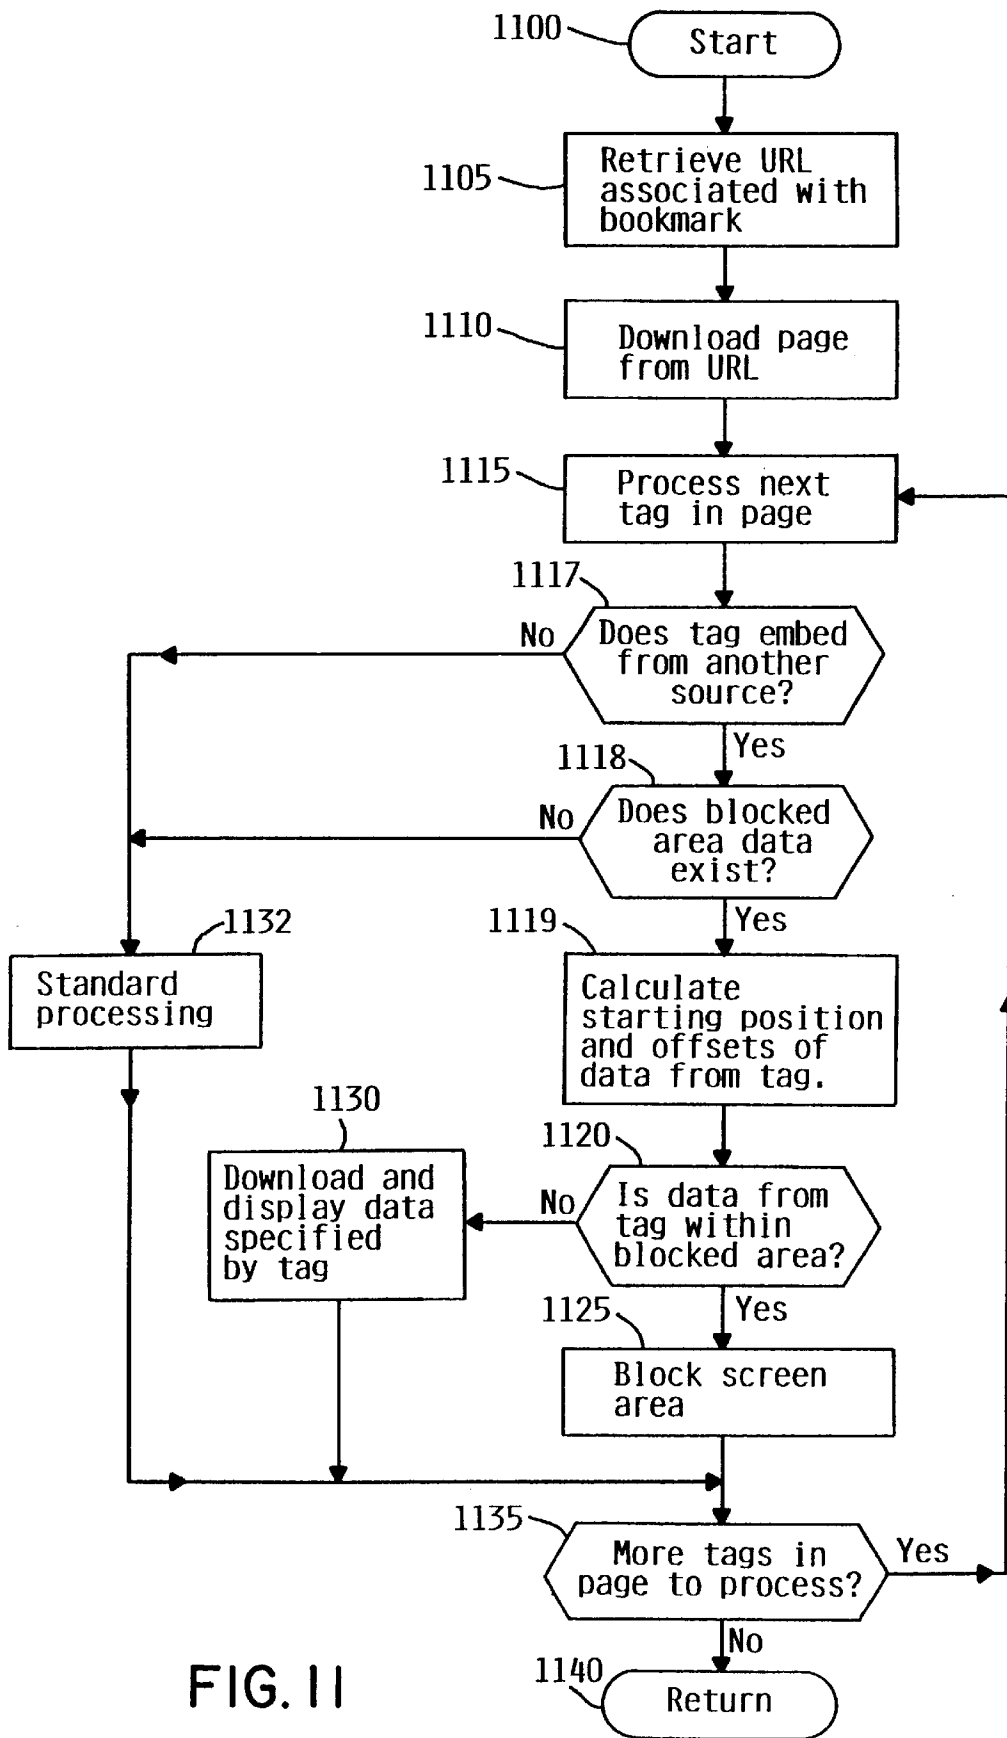 1100
Start
1105
Retrieve URL
associated with
bookmark
1110
Download page
from URL
1115
Process next
tag in page
1117
No
Does tag embed
from another
source?
Yes
1118
No
Does blocked
area data
exist?
Yes
1132
Standard
processing
1119
Calculate
starting position
and offsets of
data from tag.
1130
Download and
display data
specified
by tag
1120
No
Is data from
tag within
blocked area?
Yes
1125
Block screen
area
1135
More tags in
page to process?
Yes
No
1140
Return
FIG. 11